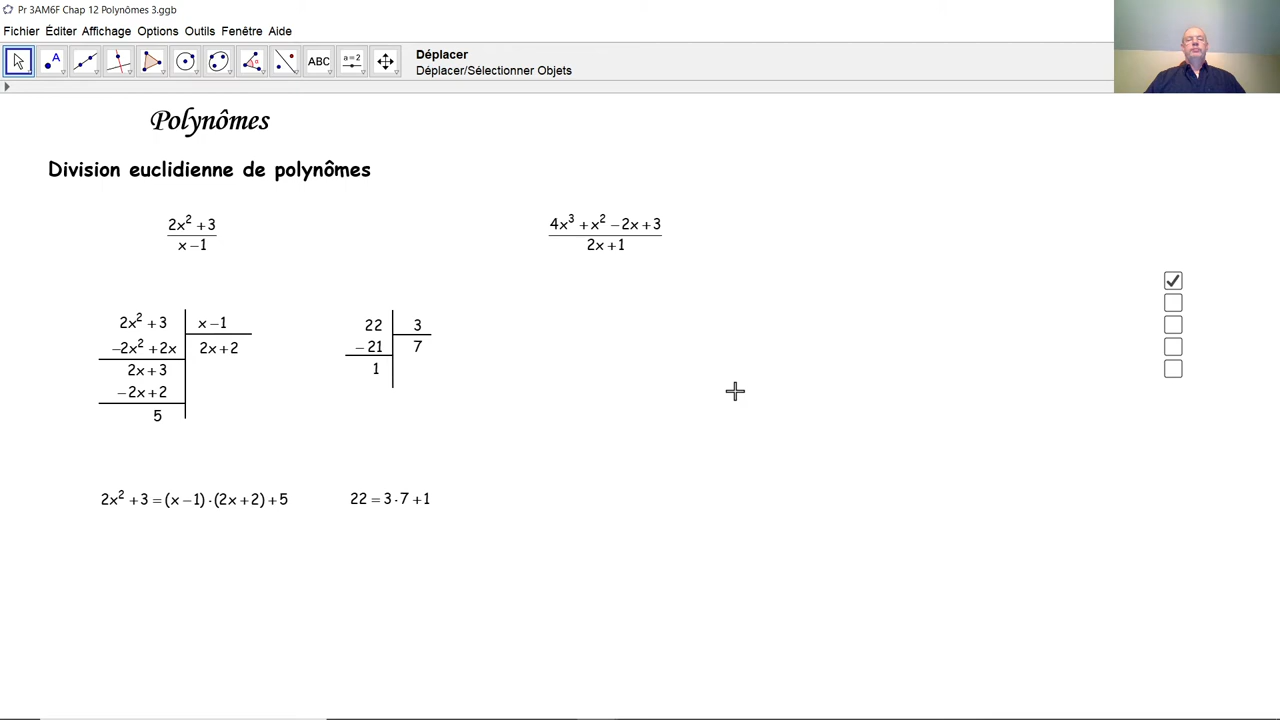 Pr 3AM6F Chap 12 Polynômes 3.ggb
Fichier Éditer Affichage Options Outils Fenêtre Aide
A
α
ABC
a=2
Déplacer
Déplacer/Sélectionner Objets
Polynômes
Division euclidienne de polynômes
2x² +3
x −1
4x³ +x² −2x +3
2x +1
2x² +3 x −1
−2x² +2x 2x+2
2x+3
−2x+2
5
22 3
−21 7
1
2x² +3 =(x −1) ·(2x +2) +5
22 =3 ·7 +1